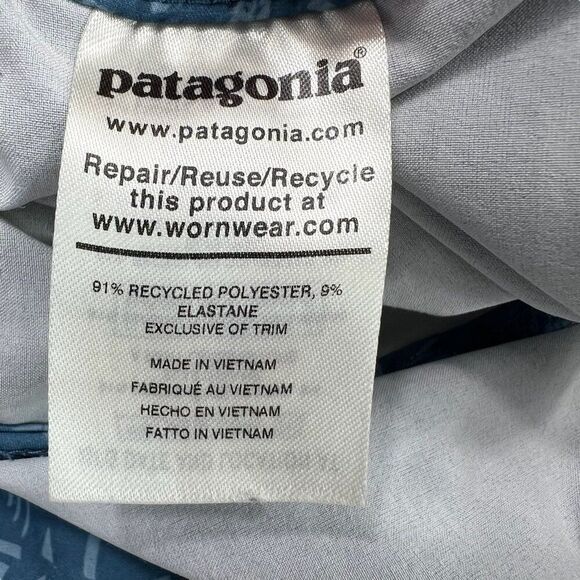 patagonia®
www.patagonia.com
Repair/Reuse/Recycle
this product at
www.wornwear.com
91% RECYCLED POLYESTER, 9%
ELASTANE
EXCLUSIVE OF TRIM
MADE IN VIETNAM
FABRIQUÉ AU VIETNAM
HECHO EN VIETNAM
FATTO IN VIETNAM